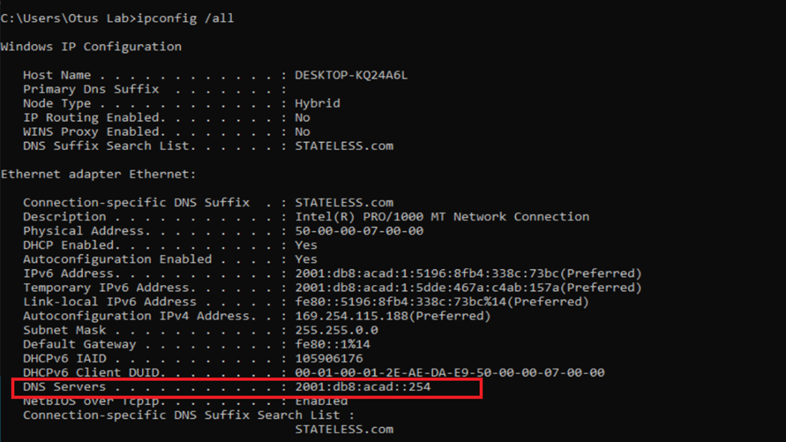 C:\Users\Otus Lab>ipconfig /all
Windows IP Configuration
Host Name . . . . . . . . . . . . : DESKTOP-KQ24A6L
Primary Dns Suffix  . . . . . . . :
Node Type . . . . . . . . . . . . : Hybrid
IP Routing Enabled. . . . . . . . : No
WINS Proxy Enabled. . . . . . . . : No
DNS Suffix Search List. . . . . . : STATELESS.com
Ethernet adapter Ethernet:
Connection-specific DNS Suffix  . : STATELESS.com
Description . . . . . . . . . . . : Intel(R) PRO/1000 MT Network Connection
Physical Address. . . . . . . . . : 50-00-00-07-00-00
DHCP Enabled. . . . . . . . . . . : Yes
Autoconfiguration Enabled . . . . : Yes
IPv6 Address. . . . . . . . . . . : 2001:db8:acad:1:5196:8fb4:338c:73bc(Preferred)
Temporary IPv6 Address. . . . . . : 2001:db8:acad:1:5dde:467a:c4ab:157a(Preferred)
Link-local IPv6 Address . . . . . : fe80::5196:8fb4:338c:73bc%14(Preferred)
Autoconfiguration IPv4 Address. . : 169.254.115.188(Preferred)
Subnet Mask . . . . . . . . . . . : 255.255.0.0
Default Gateway . . . . . . . . . : fe80::1%14
DHCPv6 IAID . . . . . . . . . . . : 105906176
DHCPv6 Client DUID. . . . . . . . : 00-01-00-01-2E-AE-DA-E9-50-00-00-07-00-00
DNS Servers . . . . . . . . . . . : 2001:db8:acad::254
NetBIOS over Tcpip. . . . . . . . : Enabled
Connection-specific DNS Suffix Search List :
STATELESS.com